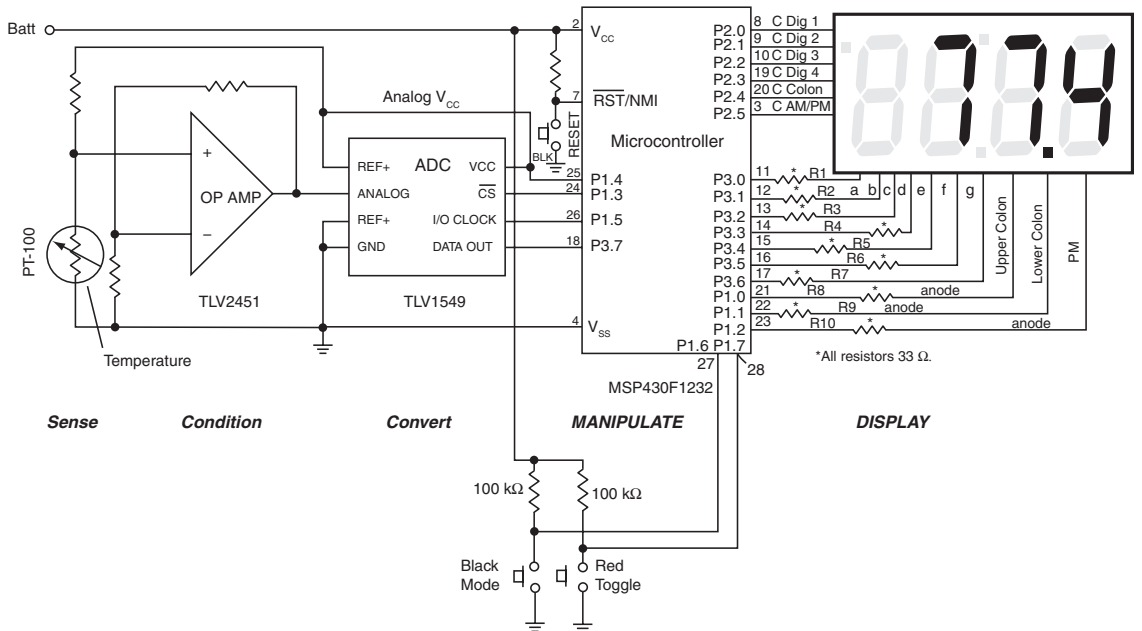 Batt
2
V_CC
P2.0
8 C Dig 1
P2.1
9 C Dig 2
P2.2
10 C Dig 3
P2.3
19 C Dig 4
P2.4
20 C Colon
P2.5
3 C AM/PM
Analog V_CC
7
RST/NMI
RESET
BLK
Microcontroller
+
OP AMP
−
TLV2451
REF+
ADC
VCC
ANALOG
CS
REF+
I/O CLOCK
GND
DATA OUT
TLV1549
25
P1.4
24
P1.3
26
P1.5
18
P3.7
4
V_SS
PT-100
Temperature
P3.0
11
*
R1
P3.1
12
*
R2
P3.2
13
*
R3
P3.3
14
R4
*
P3.4
15
*
R5
P3.5
16
R6
*
P3.6
17
*
R7
P1.0
21
R8
*
anode
P1.1
22
*
R9
anode
P1.2
23
R10
*
anode
a b c d e f g
Upper Colon
Lower Colon
PM
774
P1.6 P1.7
27
28
*All resistors 33 Ω.
MSP430F1232
Sense
Condition
Convert
MANIPULATE
DISPLAY
100 kΩ
100 kΩ
Black
Mode
Red
Toggle